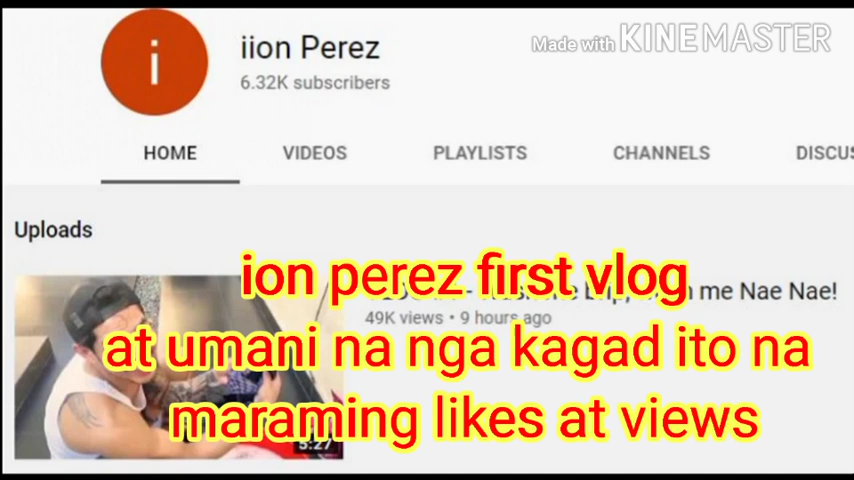 i
iion Perez
Made with KINEMASTER
6.32K subscribers
HOME VIDEOS PLAYLISTS CHANNELS DISCUS
Uploads
ion perez first vlog
me Nae Nae!
49K views • 9 hours ago
at umani na nga kagad ito na
maraming likes at views
5:27